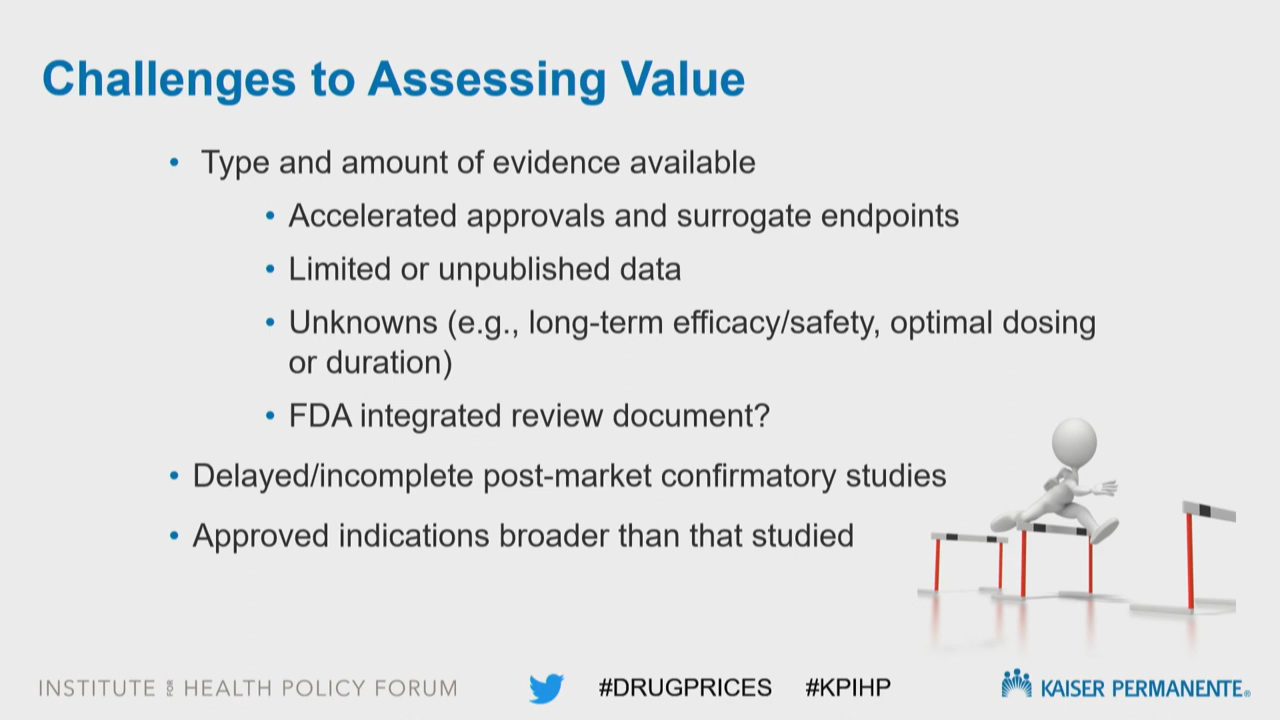 Challenges to Assessing Value
• Type and amount of evidence available
• Accelerated approvals and surrogate endpoints
• Limited or unpublished data
• Unknowns (e.g., long-term efficacy/safety, optimal dosing
or duration)
• FDA integrated review document?
• Delayed/incomplete post-market confirmatory studies
• Approved indications broader than that studied
INSTITUTE FOR HEALTH POLICY FORUM
#DRUGPRICES #KPIHP
KAISER PERMANENTE®